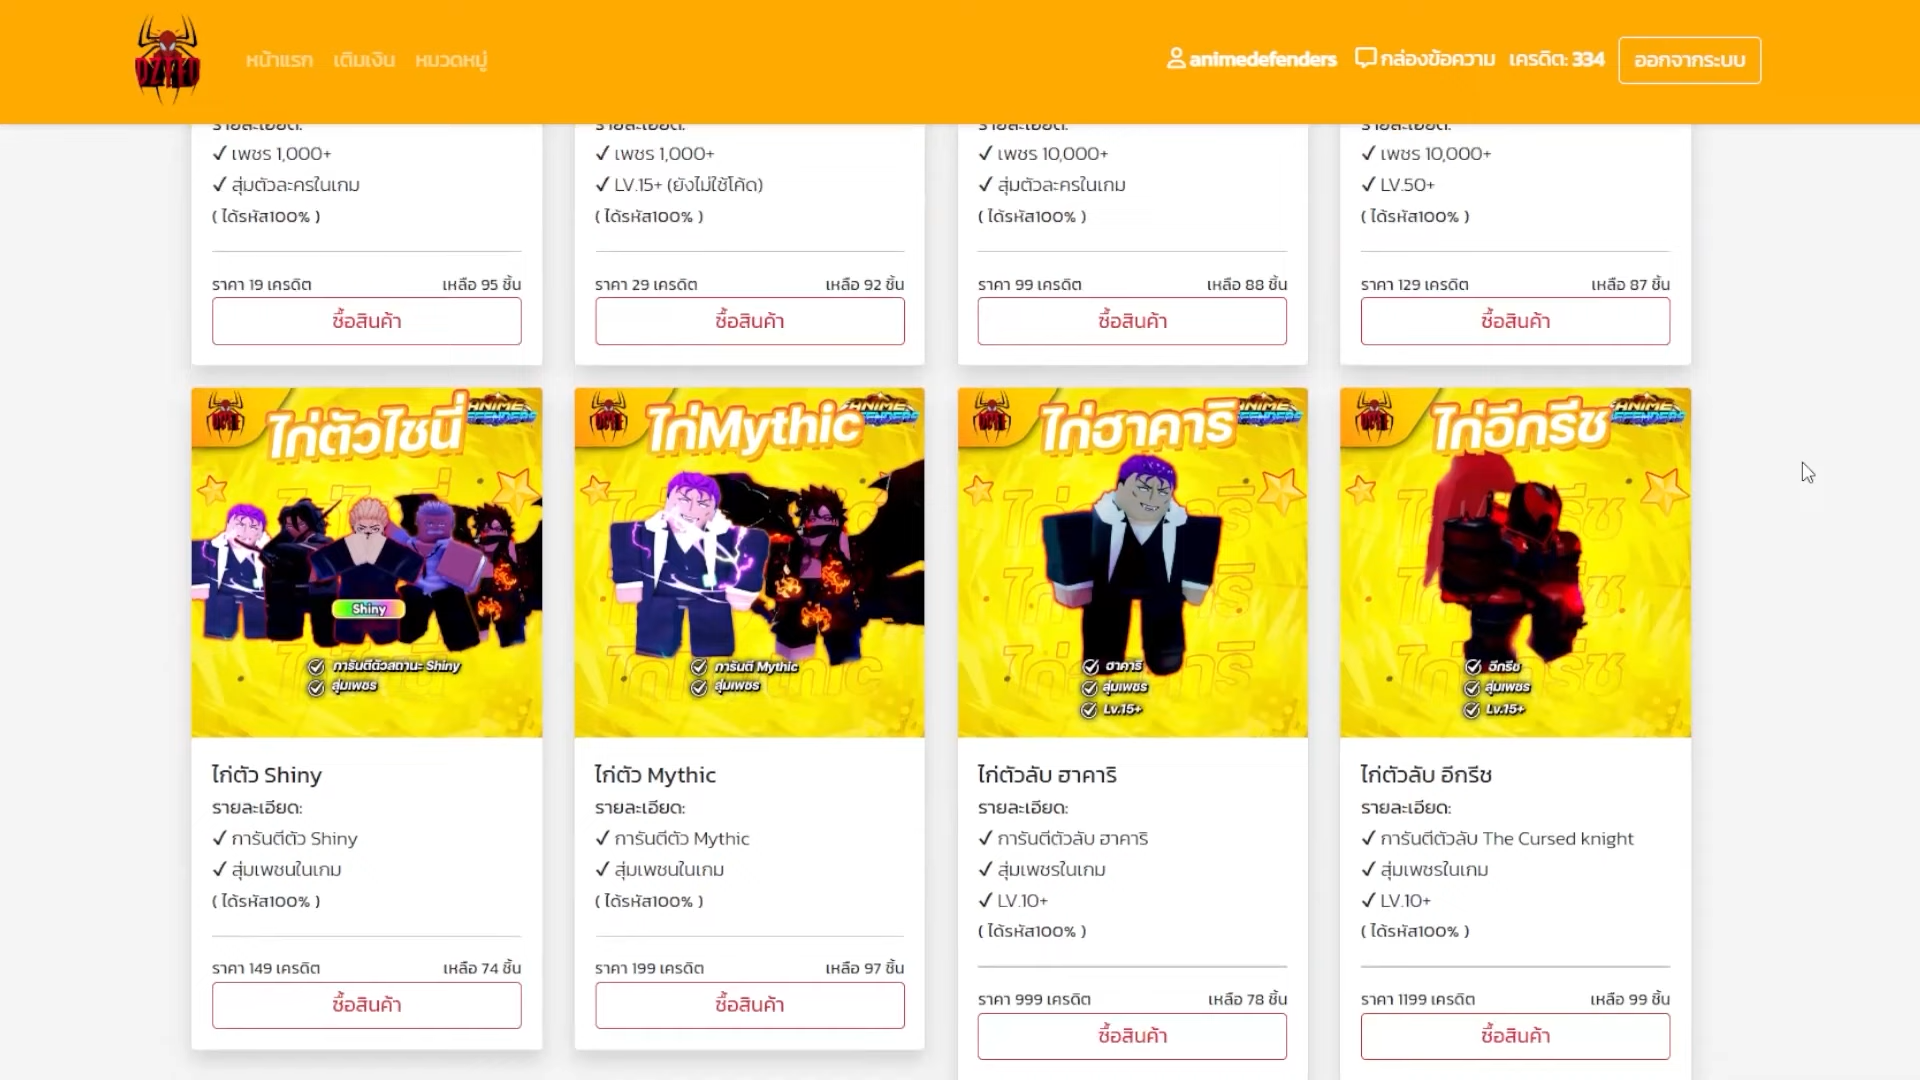 หน้าแรก เติมเงิน หมวดหมู่ animedefenders กล่องข้อความ เครดิต: 334 ออกจากระบบ
รายละเอียด: รายละเอียด: รายละเอียด: รายละเอียด:
✓ เพชร 1,000+ ✓ เพชร 1,000+ ✓ เพชร 10,000+ ✓ เพชร 10,000+
✓ สุ่มตัวละครในเกม ✓ LV.15+ (ยังไม่ใช้โค้ด) ✓ สุ่มตัวละครในเกม ✓ LV.50+
( ได้รหัส100% ) ( ได้รหัส100% ) ( ได้รหัส100% ) ( ได้รหัส100% )
ราคา 19 เครดิต เหลือ 95 ชิ้น ราคา 29 เครดิต เหลือ 92 ชิ้น ราคา 99 เครดิต เหลือ 88 ชิ้น ราคา 129 เครดิต เหลือ 87 ชิ้น
ซื้อสินค้า ซื้อสินค้า ซื้อสินค้า ซื้อสินค้า
ไก่ตัวไชนี่
Shiny
การันตีตัวสถานะ Shiny
สุ่มเพชร
ไก่ตัว Shiny
รายละเอียด:
✓ การันตีตัว Shiny
✓ สุ่มเพชนในเกม
( ได้รหัส100% )
ราคา 149 เครดิต เหลือ 74 ชิ้น
ซื้อสินค้า
ไก่Mythic
การันตี Mythic
สุ่มเพชร
ไก่ตัว Mythic
รายละเอียด:
✓ การันตีตัว Mythic
✓ สุ่มเพชนในเกม
( ได้รหัส100% )
ราคา 199 เครดิต เหลือ 97 ชิ้น
ซื้อสินค้า
ไก่ฮาคาริ
ฮาคาริ
สุ่มเพชร
Lv.15+
ไก่ตัวลับ ฮาคาริ
รายละเอียด:
✓ การันตีตัวลับ ฮาคาริ
✓ สุ่มเพชรในเกม
✓ LV.10+
( ได้รหัส100% )
ราคา 999 เครดิต เหลือ 78 ชิ้น
ซื้อสินค้า
ไก่อีกรีช
อีกรีช
สุ่มเพชร
Lv.15+
ไก่ตัวลับ อีกรีช
รายละเอียด:
✓ การันตีตัวลับ The Cursed knight
✓ สุ่มเพชรในเกม
✓ LV.10+
( ได้รหัส100% )
ราคา 1199 เครดิต เหลือ 99 ชิ้น
ซื้อสินค้า